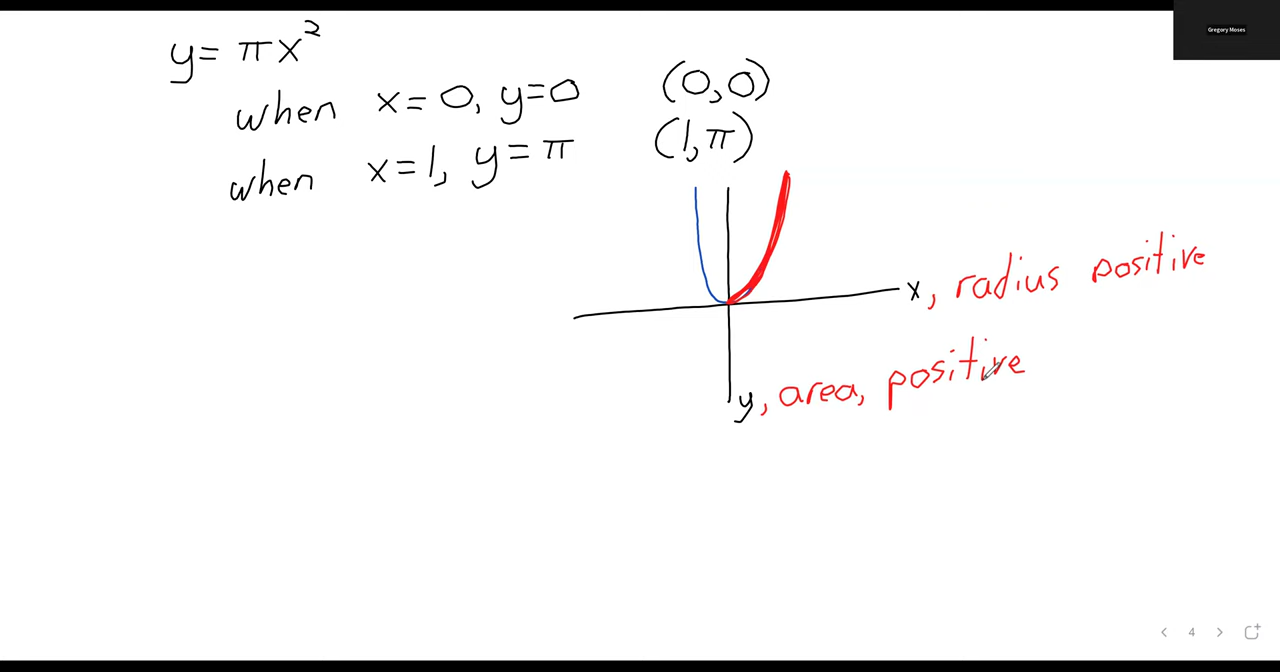 Gregory Moses
y = πx²
when x = 0, y = 0 (0,0)
when x = 1, y = π (1,π)
x, radius positive
y, area, positive
4